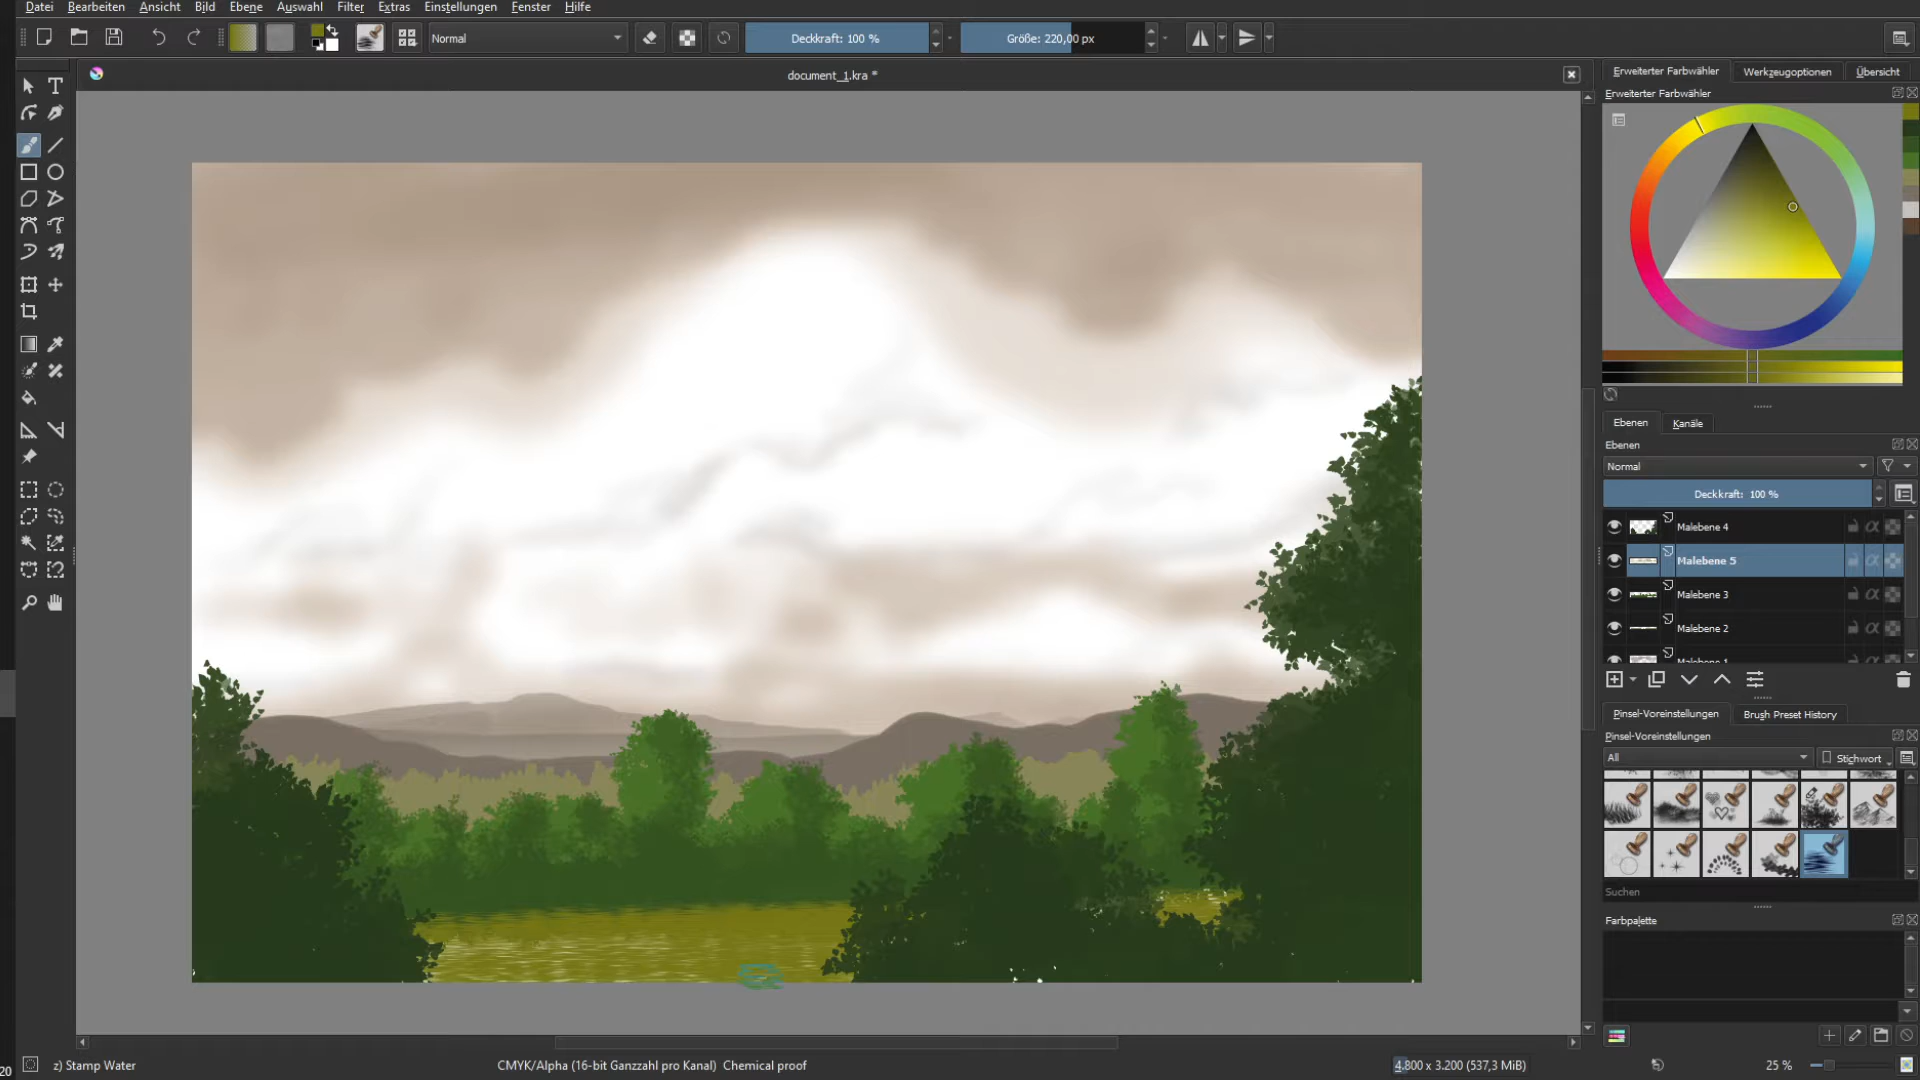 Datei Bearbeiten Ansicht Bild Ebene Auswahl Filter Extras Einstellungen Fenster Hilfe
Normal
Deckkraft: 100 %
Größe: 220,00 px
document_1.kra *
Erweiterter Farbwähler
Werkzeugoptionen
Übersicht
Erweiterter Farbwähler
Ebenen
Kanäle
Ebenen
Normal
Deckkraft: 100 %
Malebene 4
Malebene 5
Malebene 3
Malebene 2
Malebene 1
Pinsel-Voreinstellungen
Brush Preset History
Pinsel-Voreinstellungen
All
Stichwort
Suchen
Farbpalette
20
z) Stamp Water
CMYK/Alpha (16-bit Ganzzahl pro Kanal) Chemical proof
4.800 x 3.200 (537,3 MiB)
25 %